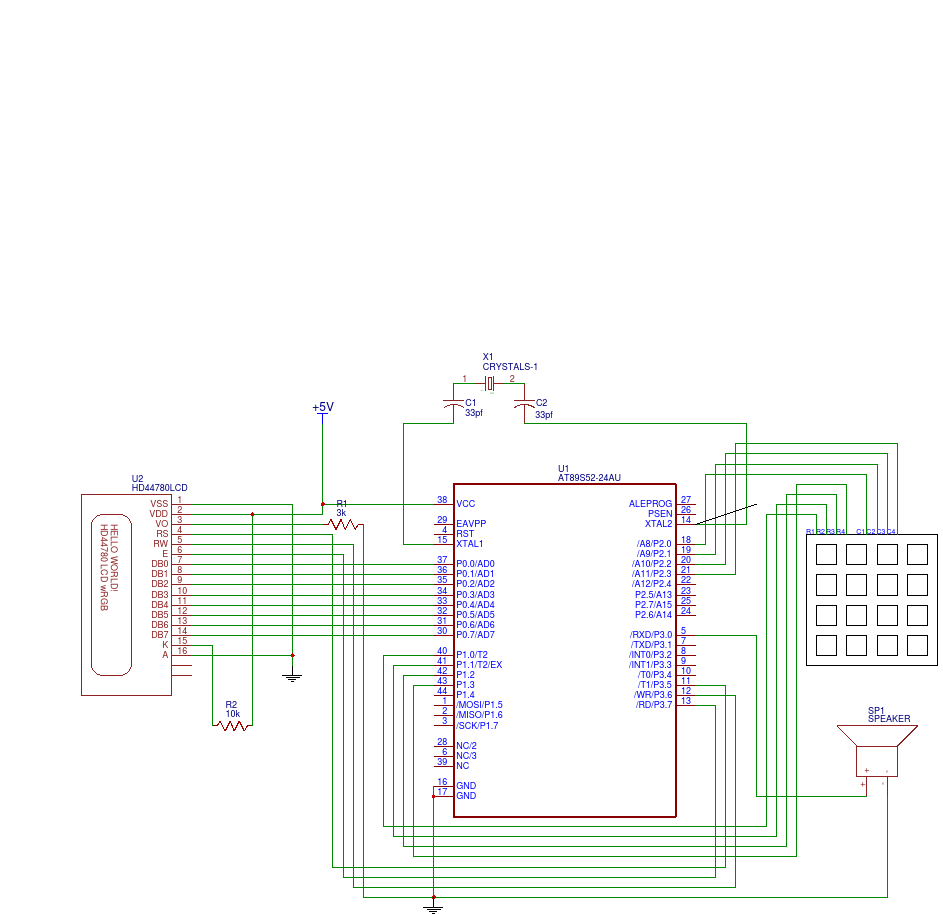 X1
CRYSTALS-1
1
2
C1
33pf
C2
33pf
+5V
U2
HD44780LCD
HELLO WORLD!
HD44780 LCD wRGB
VSS 1
VDD 2
VO 3
RS 4
RW 5
E 6
DB0 7
DB1 8
DB2 9
DB3 10
DB4 11
DB5 12
DB6 13
DB7 14
K 15
A 16
R1
3k
R2
10k
U1
AT89S52-24AU
38 VCC
29 EAVPP
4 RST
15 XTAL1
37 P0.0/AD0
36 P0.1/AD1
35 P0.2/AD2
34 P0.3/AD3
33 P0.4/AD4
32 P0.5/AD5
31 P0.6/AD6
30 P0.7/AD7
40 P1.0/T2
41 P1.1/T2/EX
42 P1.2
43 P1.3
44 P1.4
1 /MOSI/P1.5
2 /MISO/P1.6
3 /SCK/P1.7
28 NC/2
6 NC/3
39 NC
16 GND
17 GND
ALEPROG 27
PSEN 26
XTAL2 14
/A8/P2.0 18
/A9/P2.1 19
/A10/P2.2 20
/A11/P2.3 21
/A12/P2.4 22
P2.5/A13 23
P2.7/A15 25
P2.6/A14 24
/RXD/P3.0 5
/TXD/P3.1 7
/INT0/P3.2 8
/INT1/P3.3 9
/T0/P3.4 10
/T1/P3.5 11
/WR/P3.6 12
/RD/P3.7 13
R1 R2 R3 R4 C1 C2 C3 C4
SP1
SPEAKER
+ -
+ -